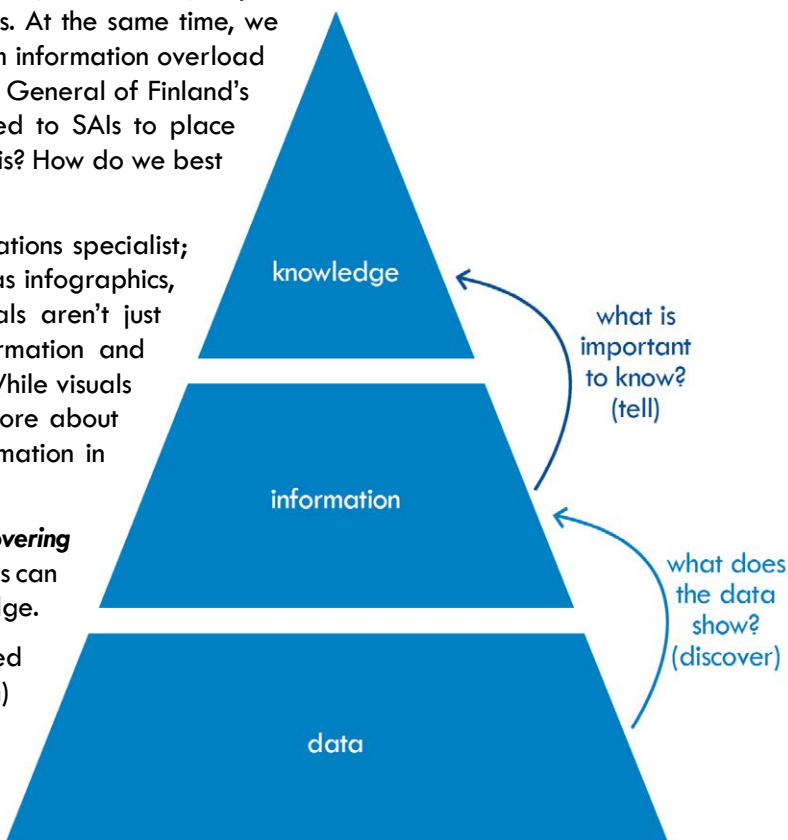 s. At the same time, we
information overload
General of Finland's
ed to SAIs to place
is? How do we best
ations specialist;
as infographics,
als aren't just
rmation and
While visuals
ore about
mation in
overing
s can
dge.
ed
)
knowledge
what is
important
to know?
(tell)
information
what does
the data
show?
(discover)
data